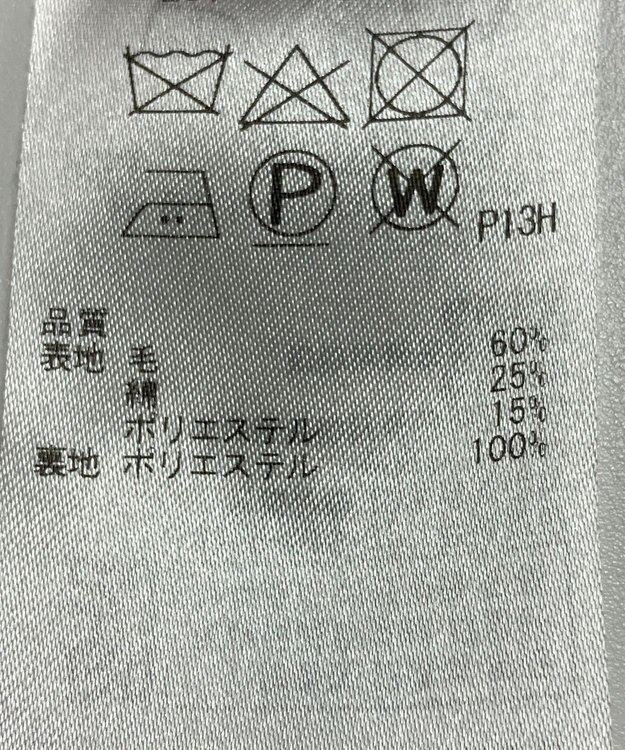 P
W
P13H
品質
表地 毛 60%
綿 25%
ポリエステル 15%
裏地 ポリエステル 100%